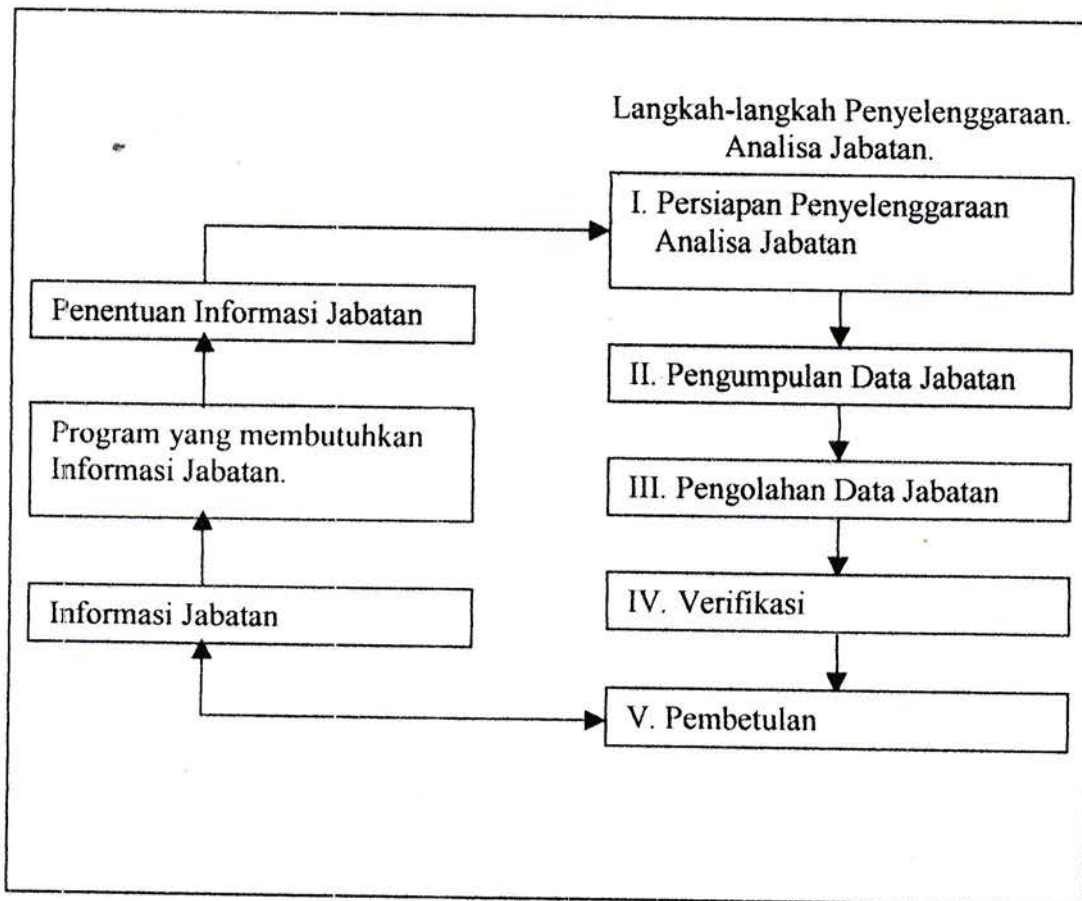 Langkah-langkah Penyelenggaraan.
Analisa Jabatan.
I. Persiapan Penyelenggaraan
Analisa Jabatan
Penentuan Informasi Jabatan
II. Pengumpulan Data Jabatan
Program yang membutuhkan
Informasi Jabatan.
III. Pengolahan Data Jabatan
Informasi Jabatan
IV. Verifikasi
V. Pembetulan